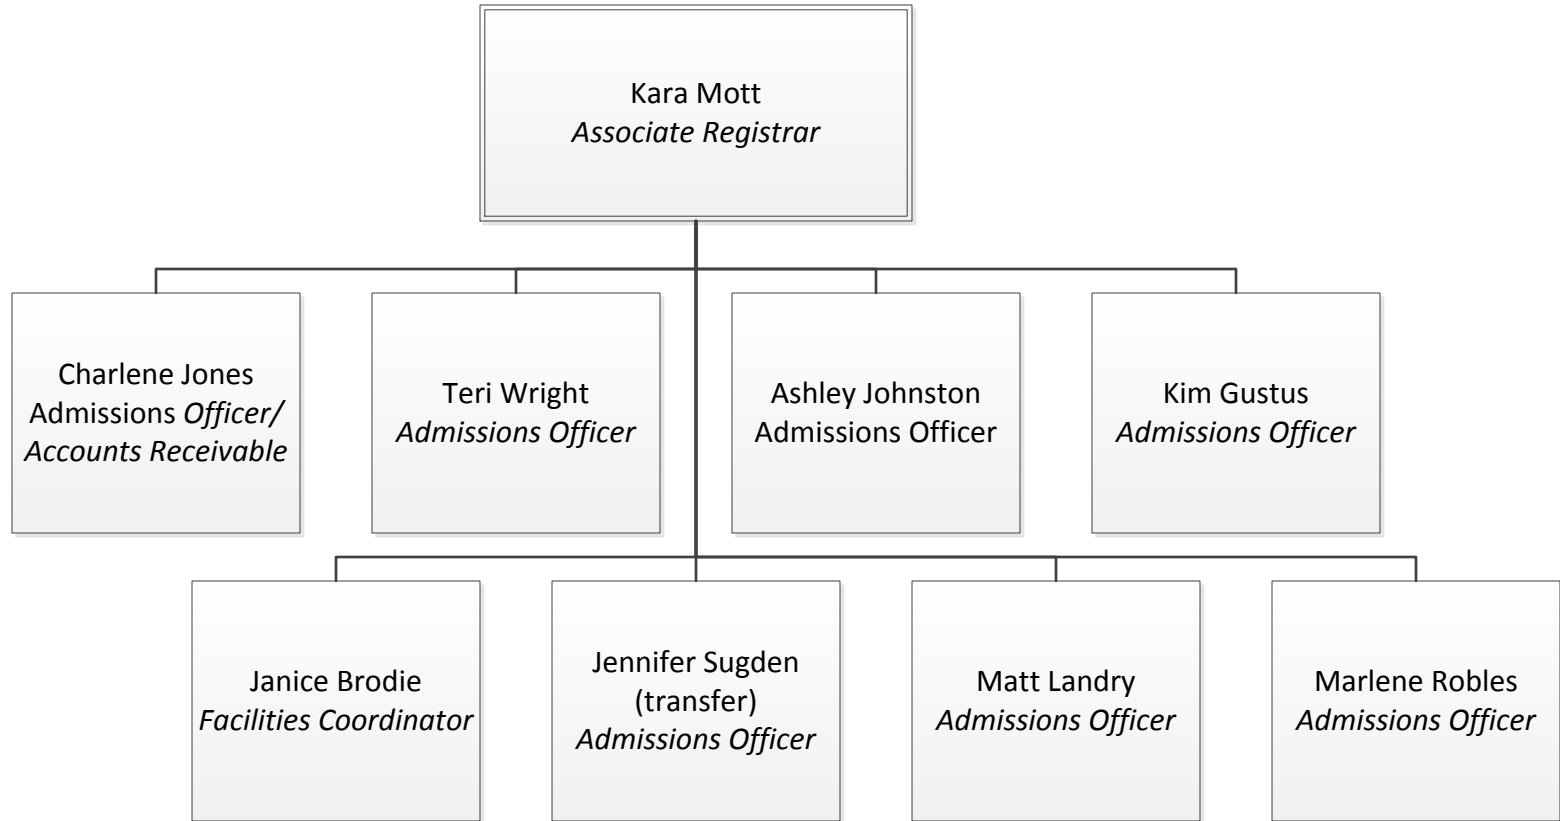 Kara Mott
Associate Registrar
Charlene Jones
Admissions Officer/
Accounts Receivable
Teri Wright
Admissions Officer
Ashley Johnston
Admissions Officer
Kim Gustus
Admissions Officer
Janice Brodie
Facilities Coordinator
Jennifer Sugden
(transfer)
Admissions Officer
Matt Landry
Admissions Officer
Marlene Robles
Admissions Officer